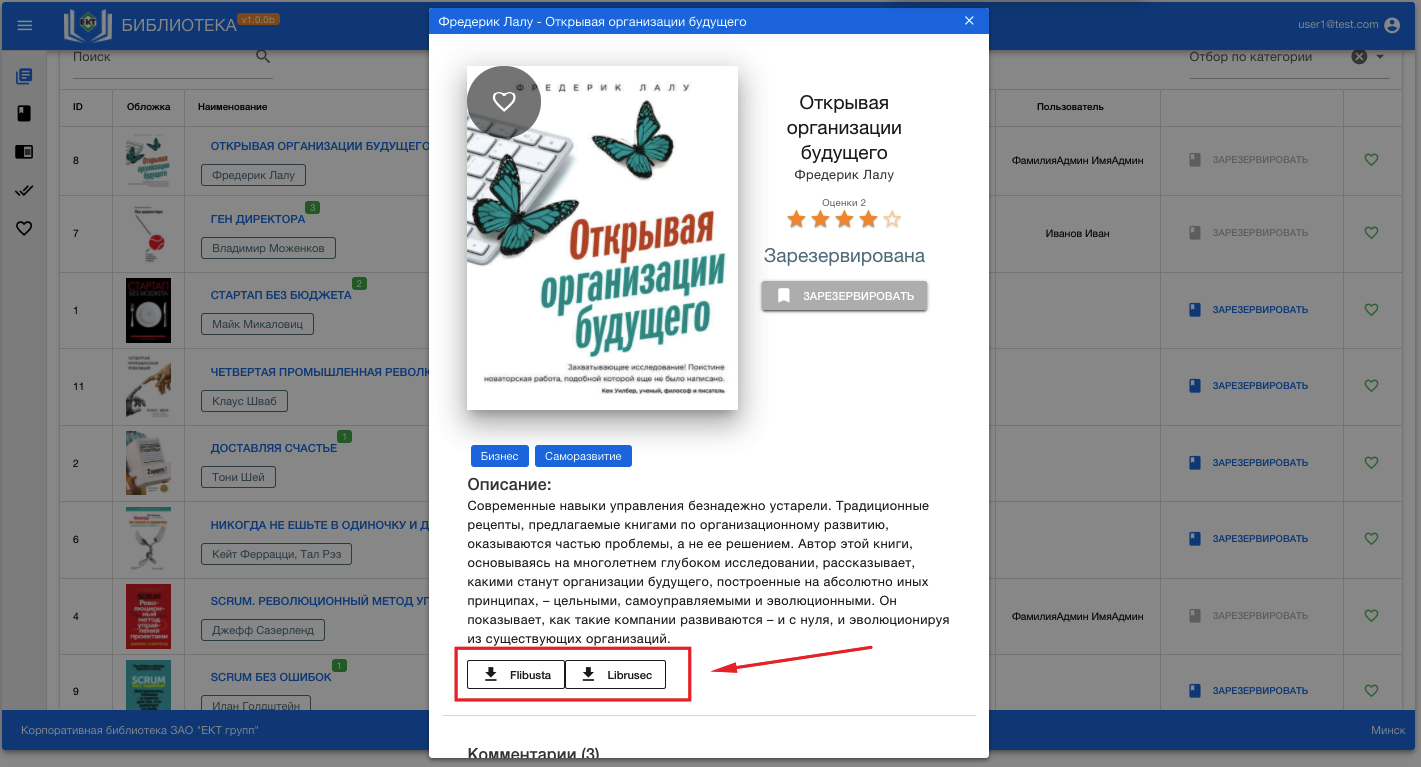 БИБЛИОТЕКА v1.0.0b
user1@test.com
Поиск
Отбор по категории
ID Обложка Наименование Пользователь
8 ОТКРЫВАЯ ОРГАНИЗАЦИИ БУДУЩЕГО
Фредерик Лалу
ФамилияАдмин ИмяАдмин ЗАРЕЗЕРВИРОВАТЬ
7 ГЕН ДИРЕКТОРА 3
Владимир Моженков
Иванов Иван ЗАРЕЗЕРВИРОВАТЬ
1 СТАРТАП БЕЗ БЮДЖЕТА 2
Майк Микаловиц
ЗАРЕЗЕРВИРОВАТЬ
11 ЧЕТВЕРТАЯ ПРОМЫШЛЕННАЯ РЕВОЛЮ
Клаус Шваб
ЗАРЕЗЕРВИРОВАТЬ
2 ДОСТАВЛЯЯ СЧАСТЬЕ 1
Тони Шей
ЗАРЕЗЕРВИРОВАТЬ
6 НИКОГДА НЕ ЕШЬТЕ В ОДИНОЧКУ И Д
Кейт Феррацци, Тал Рэз
ЗАРЕЗЕРВИРОВАТЬ
4 SCRUM. РЕВОЛЮЦИОННЫЙ МЕТОД УП
Джефф Сазерленд
ФамилияАдмин ИмяАдмин ЗАРЕЗЕРВИРОВАТЬ
9 SCRUM БЕЗ ОШИБОК 1
Илан Голдштейн
ЗАРЕЗЕРВИРОВАТЬ
Корпоративная библиотека ЗАО "ЕКТ групп"
Минск
Фредерик Лалу - Открывая организации будущего
ФРЕДЕРИК ЛАЛУ
Открывая
организации
будущего
Захватывающее исследование! Поистине
новаторская работа, подобной которой еще не было написано.
Кен Уилбер, ученый, философ и писатель
Открывая
организации
будущего
Фредерик Лалу
Оценки 2
Зарезервирована
ЗАРЕЗЕРВИРОВАТЬ
Бизнес Саморазвитие
Описание:
Современные навыки управления безнадежно устарели. Традиционные
рецепты, предлагаемые книгами по организационному развитию,
оказываются частью проблемы, а не ее решением. Автор этой книги,
основываясь на многолетнем глубоком исследовании, рассказывает,
какими станут организации будущего, построенные на абсолютно иных
принципах, – цельными, самоуправляемыми и эволюционными. Он
показывает, как такие компании развиваются – и с нуля, и эволюционируя
из существующих организаций.
Flibusta Librusec
Комментарии (3)